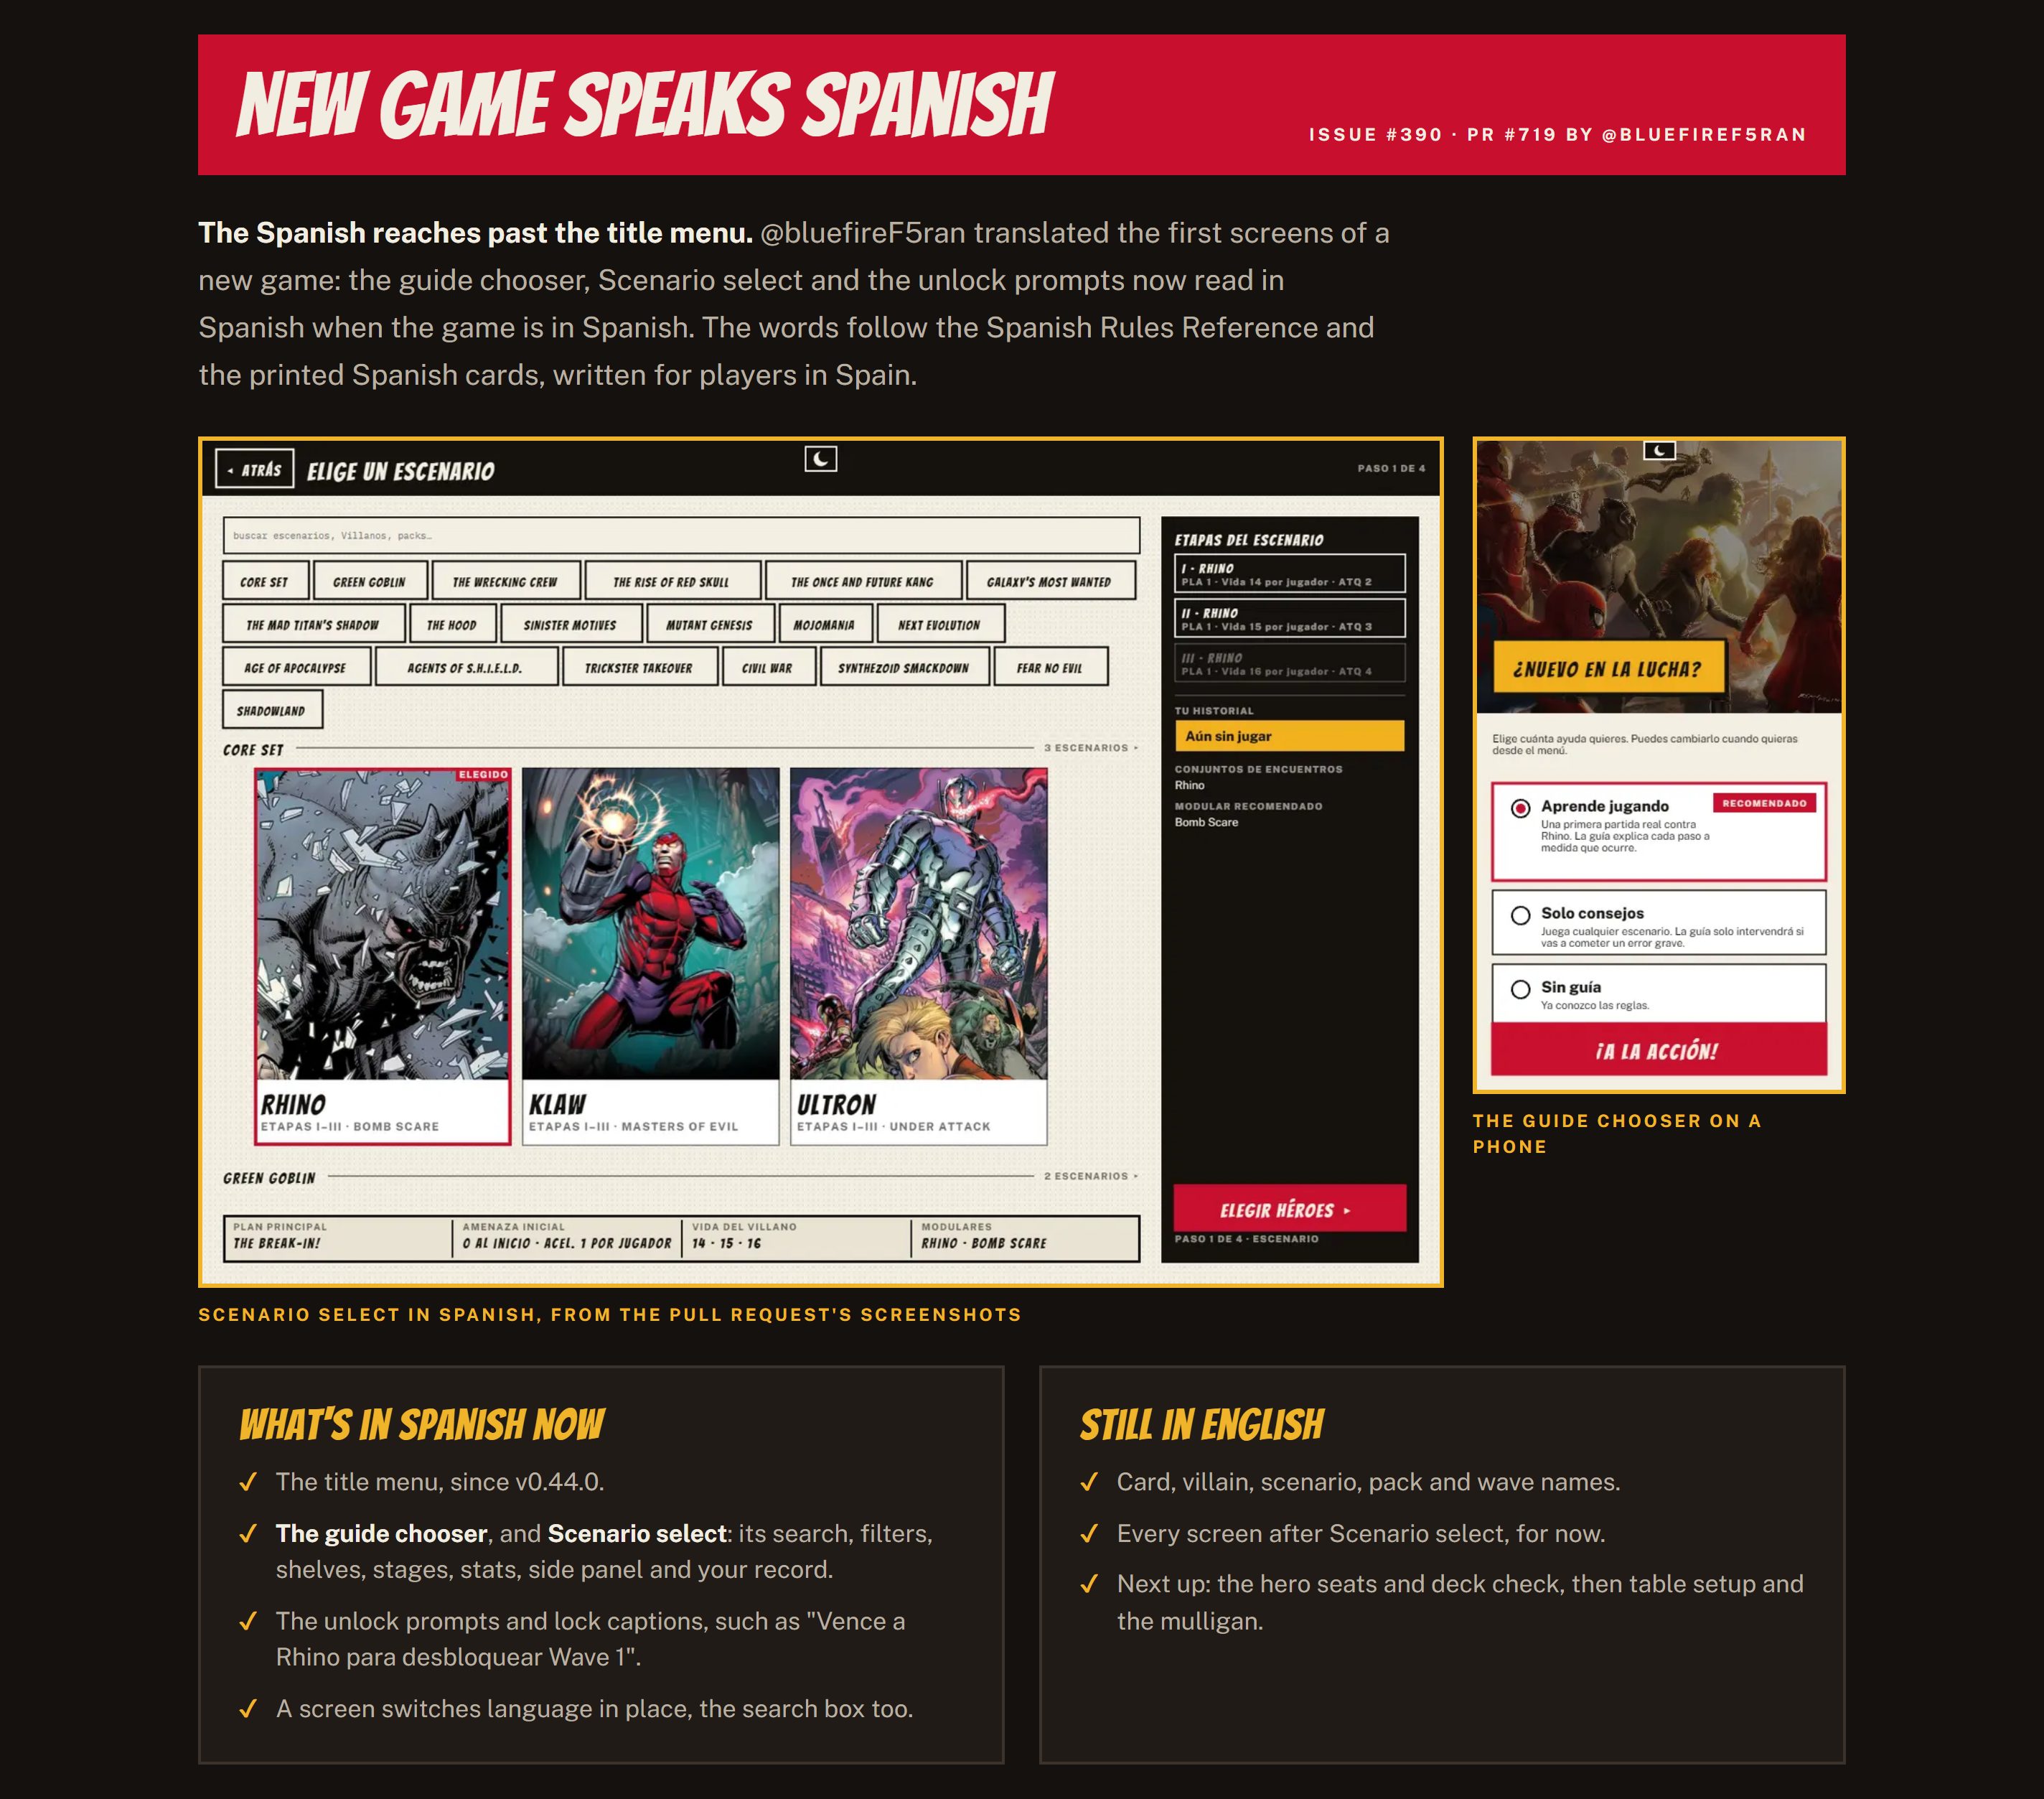 NEW GAME SPEAKS SPANISH
ISSUE #390 · PR #719 BY @BLUEFIREF5RAN
The Spanish reaches past the title menu. @bluefireF5ran translated the first screens of a
new game: the guide chooser, Scenario select and the unlock prompts now read in
Spanish when the game is in Spanish. The words follow the Spanish Rules Reference and
the printed Spanish cards, written for players in Spain.
◂ ATRÁS
ELIGE UN ESCENARIO
PASO 1 DE 4
buscar escenarios, Villanos, packs…
CORE SET
GREEN GOBLIN
THE WRECKING CREW
THE RISE OF RED SKULL
THE ONCE AND FUTURE KANG
GALAXY'S MOST WANTED
THE MAD TITAN'S SHADOW
THE HOOD
SINISTER MOTIVES
MUTANT GENESIS
MOJOMANIA
NEXT EVOLUTION
AGE OF APOCALYPSE
AGENTS OF S.H.I.E.L.D.
TRICKSTER TAKEOVER
CIVIL WAR
SYNTHEZOID SMACKDOWN
FEAR NO EVIL
SHADOWLAND
CORE SET
3 ESCENARIOS ▸
ELEGIDO
RHINO
ETAPAS I–III · BOMB SCARE
KLAW
ETAPAS I–III · MASTERS OF EVIL
ULTRON
ETAPAS I–III · UNDER ATTACK
GREEN GOBLIN
2 ESCENARIOS ▸
PLAN PRINCIPAL
THE BREAK-IN!
AMENAZA INICIAL
0 AL INICIO · ACEL. 1 POR JUGADOR
VIDA DEL VILLANO
14 · 15 · 16
MODULARES
RHINO · BOMB SCARE
ETAPAS DEL ESCENARIO
I · RHINO
PLA 1 · Vida 14 por jugador · ATQ 2
II · RHINO
PLA 1 · Vida 15 por jugador · ATQ 3
III · RHINO
PLA 1 · Vida 16 por jugador · ATQ 4
TU HISTORIAL
Aún sin jugar
CONJUNTOS DE ENCUENTROS
Rhino
MODULAR RECOMENDADO
Bomb Scare
ELEGIR HÉROES ▸
PASO 1 DE 4 · ESCENARIO
¿NUEVO EN LA LUCHA?
Elige cuánta ayuda quieres. Puedes cambiarlo cuando quieras
desde el menú.
Aprende jugando
RECOMENDADO
Una primera partida real contra
Rhino. La guía explica cada paso a
medida que ocurre.
Solo consejos
Juega cualquier escenario. La guía solo intervendrá si
vas a cometer un error grave.
Sin guía
Ya conozco las reglas.
¡A LA ACCIÓN!
THE GUIDE CHOOSER ON A
PHONE
SCENARIO SELECT IN SPANISH, FROM THE PULL REQUEST'S SCREENSHOTS
WHAT'S IN SPANISH NOW
✓ The title menu, since v0.44.0.
✓ The guide chooser, and Scenario select: its search, filters,
shelves, stages, stats, side panel and your record.
✓ The unlock prompts and lock captions, such as "Vence a
Rhino para desbloquear Wave 1".
✓ A screen switches language in place, the search box too.
STILL IN ENGLISH
✓ Card, villain, scenario, pack and wave names.
✓ Every screen after Scenario select, for now.
✓ Next up: the hero seats and deck check, then table setup and
the mulligan.